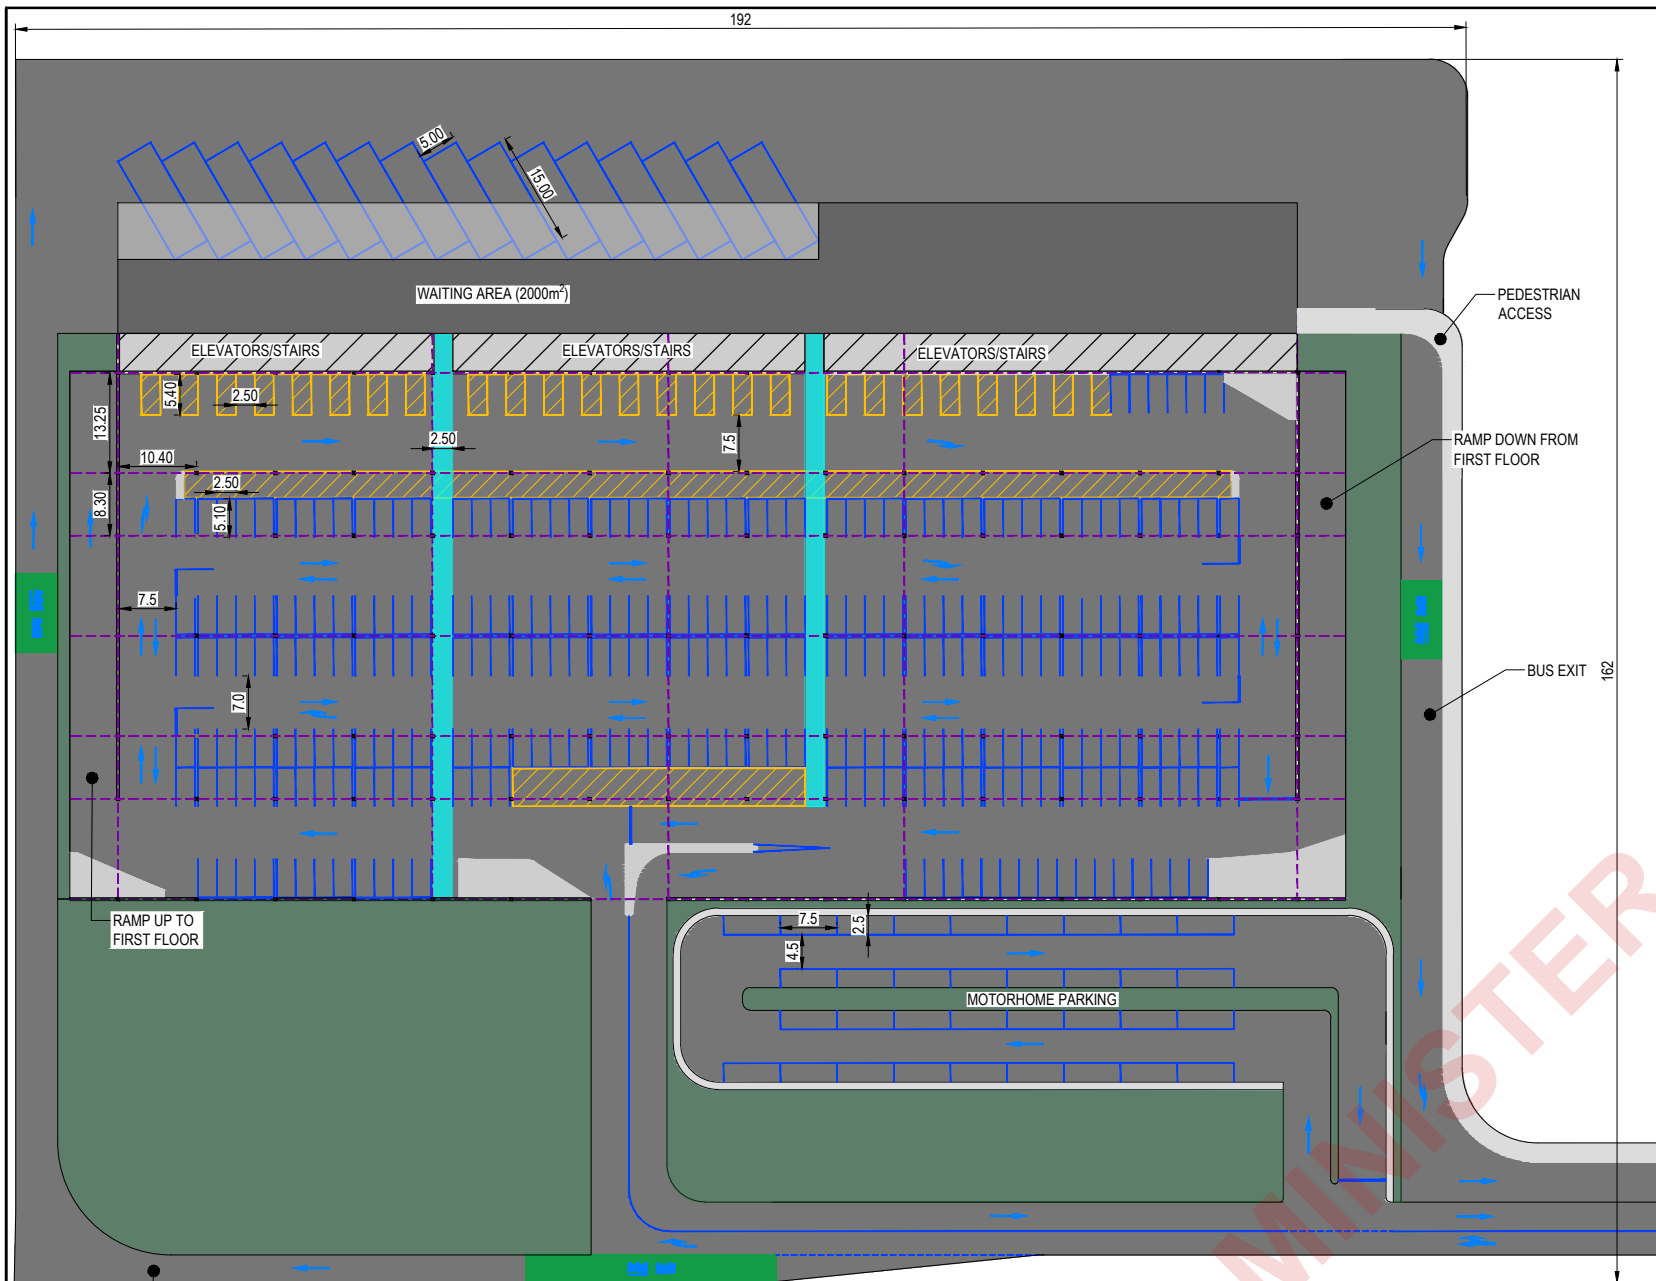 192
5.00
15.00
WAITING AREA (2000m²)
PEDESTRIAN
ACCESS
ELEVATORS/STAIRS
ELEVATORS/STAIRS
ELEVATORS/STAIRS
5.40
2.50
13.25
2.50
7.5
RAMP DOWN FROM
FIRST FLOOR
10.40
2.50
8.30
5.10
7.5
162
BUS EXIT
7.0
RAMP UP TO
FIRST FLOOR
7.5
2.5
4.5
MOTORHOME PARKING
MINISTER